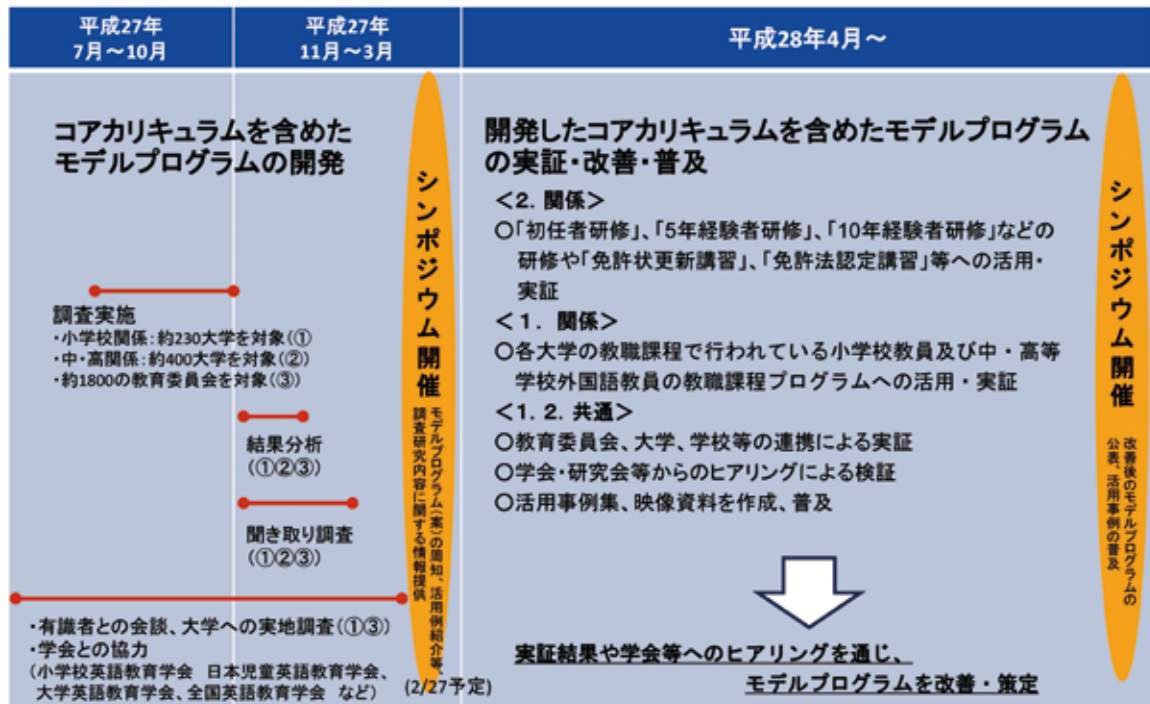 平成27年
7月～10月
平成27年
11月～3月
平成28年4月～
コアカリキュラムを含めた
モデルプログラムの開発
調査実施
・小学校関係：約230大学を対象(①)
・中・高関係：約400大学を対象(②)
・約1800の教育委員会を対象(③)
結果分析
(①②③)
聞き取り調査
(①②③)
・有識者との会談、大学への実地調査(①③)
・学会との協力
(小学校英語教育学会 日本児童英語教育学会、
大学英語教育学会、全国英語教育学会 など)
シンポジウム開催
モデルプログラム(案)の周知、活用例紹介等、
調査研究内容に関する情報提供
(2/27予定)
開発したコアカリキュラムを含めたモデルプログラム
の実証・改善・普及
＜2. 関係＞
○「初任者研修」、「5年経験者研修」、「10年経験者研修」などの
研修や「免許状更新講習」、「免許法認定講習」等への活用・
実証
＜1. 関係＞
○各大学の教職課程で行われている小学校教員及び中・高等
学校外国語教員の教職課程プログラムへの活用・実証
＜1. 2. 共通＞
○教育委員会、大学、学校等の連携による実証
○学会・研究会等からのヒアリングによる検証
○活用事例集、映像資料を作成、普及
実証結果や学会等へのヒアリングを通じ、
モデルプログラムを改善・策定
シンポジウム開催
改善後のモデルプログラムの
公表、活用事例の普及